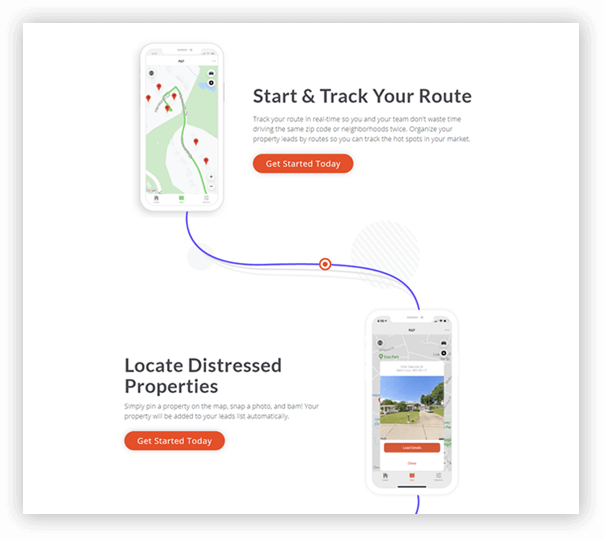 Start & Track Your Route
Track your route in real-time so you and your team don't waste time
driving the same zip code or neighborhoods twice. Organize your
property leads by routes so you can track the hot spots in your market.
Get Started Today
Locate Distressed
Properties
Simply pin a property on the map, snap a photo, and bam! Your
property will be added to your leads list automatically.
Get Started Today
Lead Details
Close